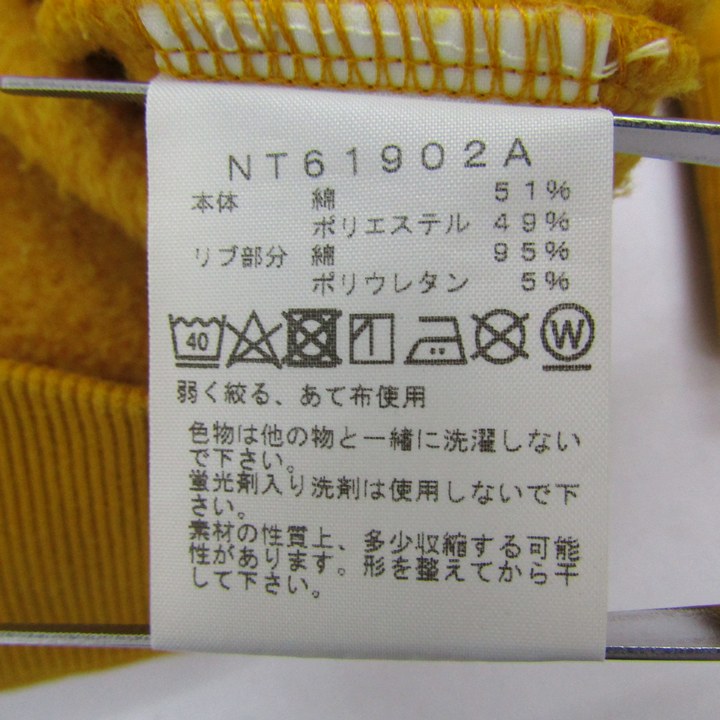 NT61902A
本体 綿 51%
ポリエステル 49%
リブ部分 綿 95%
ポリウレタン 5%
40 W
弱く絞る、あて布使用
色物は他の物と一緒に洗濯しない
で下さい。
蛍光剤入り洗剤は使用しないで下
さい。
素材の性質上、多少収縮する可能
性があります。形を整えてから干
して下さい。